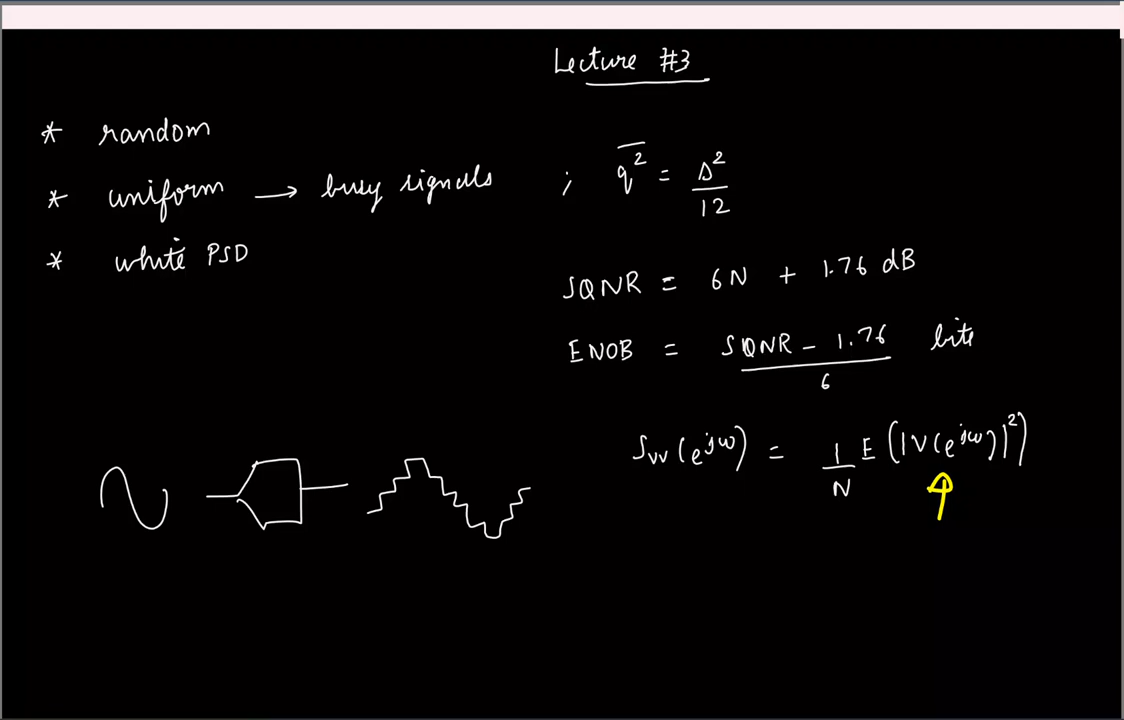 Lecture #3
* random
* uniform → busy signals ; q̅²̅ = Δ²/12
* white PSD
SQNR = 6N + 1.76 dB
ENOB = (SQNR - 1.76)/6 bits
S_vv(e^jω) = 1/N E(|V(e^jω)|²)